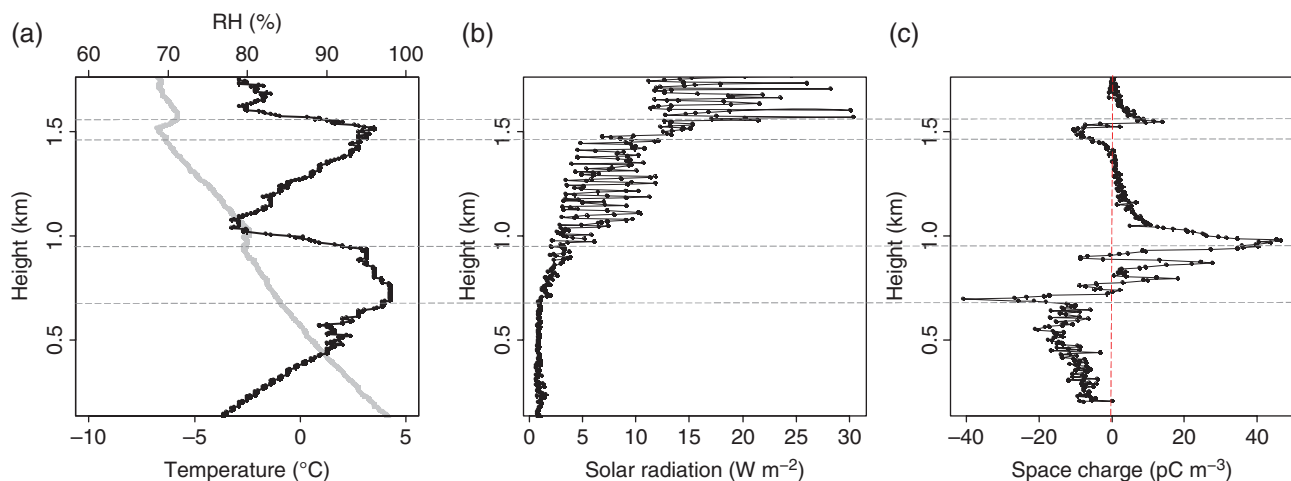 (a)
RH (%)
60 70 80 90 100
Height (km)
0.5 1.0 1.5
−10 −5 0 5
Temperature (°C)
(b)
Height (km)
0.5 1.0 1.5
0 5 10 15 20 25 30
Solar radiation (W m−2)
(c)
Height (km)
0.5 1.0 1.5
−40 −20 0 20 40
Space charge (pC m−3)